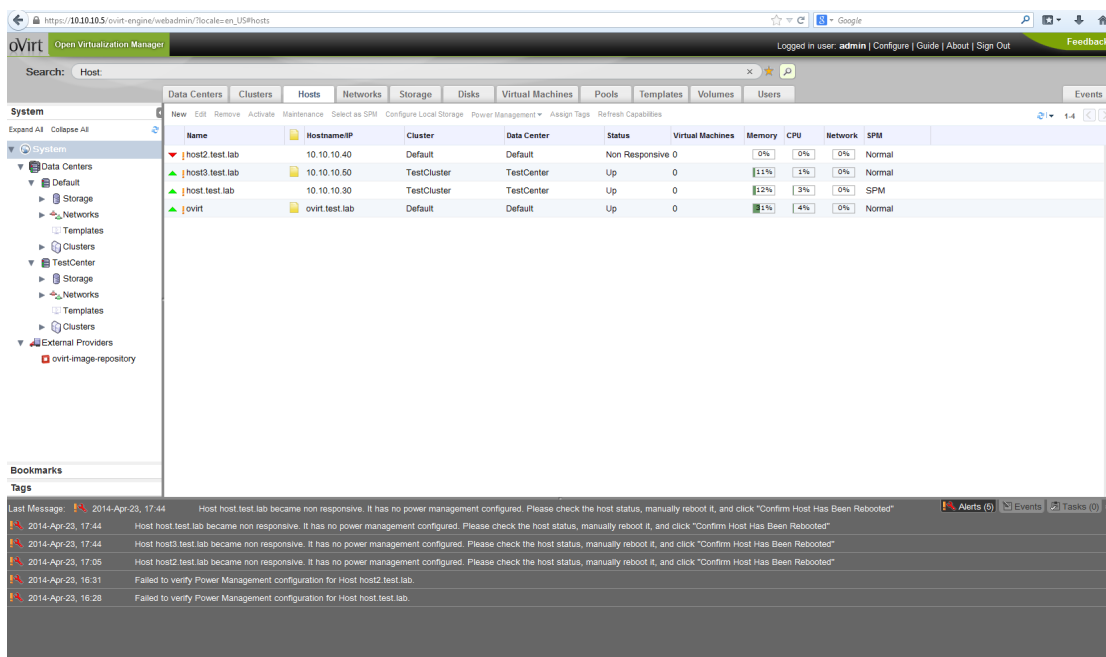 https://10.10.10.5/ovirt-engine/webadmin/?locale=en_US#hosts Google
oVirt Open Virtualization Manager Logged in user: admin | Configure | Guide | About | Sign Out Feedback
Search: Host:
Data Centers Clusters Hosts Networks Storage Disks Virtual Machines Pools Templates Volumes Users Events
System New Edit Remove Activate Maintenance Select as SPM Configure Local Storage Power Management Assign Tags Refresh Capabilities 1-4
Expand All Collapse All
Name Hostname/IP Cluster Data Center Status Virtual Machines Memory CPU Network SPM
host2.test.lab 10.10.10.40 Default Default Non Responsive 0 0% 0% 0% Normal
host3.test.lab 10.10.10.50 TestCluster TestCenter Up 0 11% 1% 0% Normal
host.test.lab 10.10.10.30 TestCluster TestCenter Up 0 12% 3% 0% SPM
ovirt ovirt.test.lab Default Default Up 0 31% 4% 0% Normal
System
Data Centers
Default
Storage
Networks
Templates
Clusters
TestCenter
Storage
Networks
Templates
Clusters
External Providers
ovirt-image-repository
Bookmarks
Tags
Last Message: 2014-Apr-23, 17:44 Host host.test.lab became non responsive. It has no power management configured. Please check the host status, manually reboot it, and click "Confirm Host Has Been Rebooted" Alerts (5) Events Tasks (0)
2014-Apr-23, 17:44 Host host.test.lab became non responsive. It has no power management configured. Please check the host status, manually reboot it, and click "Confirm Host Has Been Rebooted"
2014-Apr-23, 17:44 Host host3.test.lab became non responsive. It has no power management configured. Please check the host status, manually reboot it, and click "Confirm Host Has Been Rebooted"
2014-Apr-23, 17:05 Host host2.test.lab became non responsive. It has no power management configured. Please check the host status, manually reboot it, and click "Confirm Host Has Been Rebooted"
2014-Apr-23, 16:31 Failed to verify Power Management configuration for Host host2.test.lab.
2014-Apr-23, 16:28 Failed to verify Power Management configuration for Host host.test.lab.